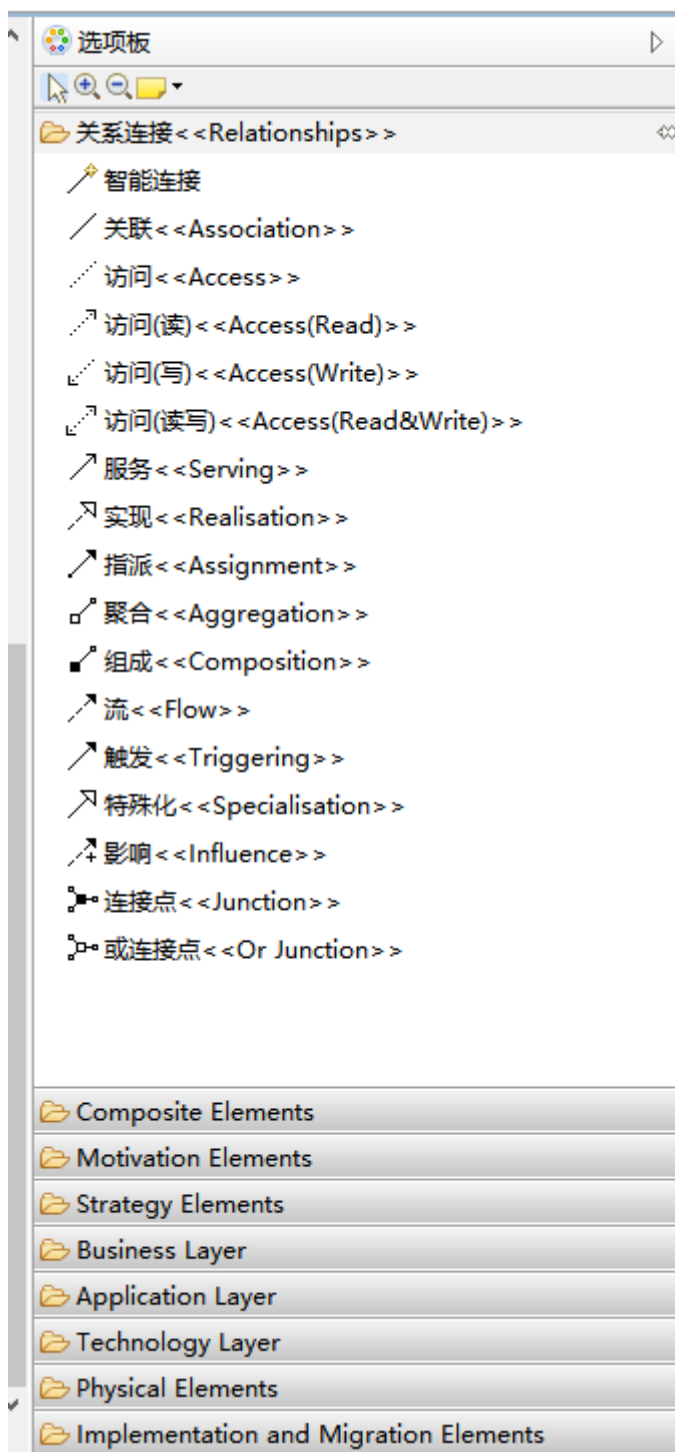 选项板
关系连接<<Relationships>>
智能连接
关联<<Association>>
访问<<Access>>
访问(读)<<Access(Read)>>
访问(写)<<Access(Write)>>
访问(读写)<<Access(Read&Write)>>
服务<<Serving>>
实现<<Realisation>>
指派<<Assignment>>
聚合<<Aggregation>>
组成<<Composition>>
流<<Flow>>
触发<<Triggering>>
特殊化<<Specialisation>>
影响<<Influence>>
连接点<<Junction>>
或连接点<<Or Junction>>
Composite Elements
Motivation Elements
Strategy Elements
Business Layer
Application Layer
Technology Layer
Physical Elements
Implementation and Migration Elements